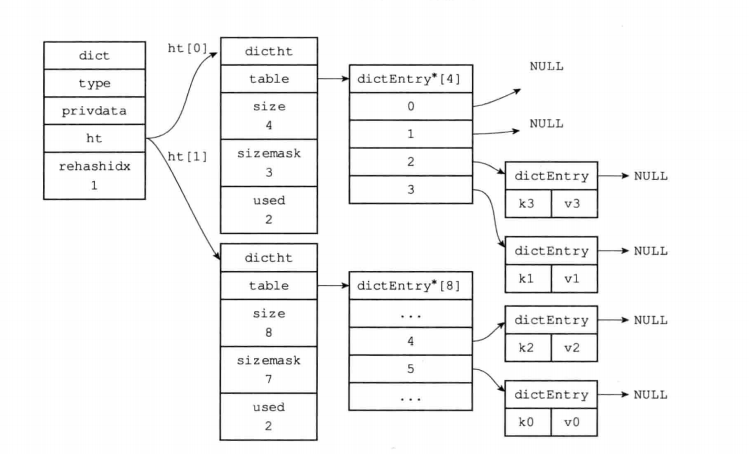 dict
type
privdata
ht
rehashidx
1
ht[0]
ht[1]
dictht
table
size
4
sizemask
3
used
2
dictEntry*[4]
0
1
2
3
NULL
NULL
dictEntry
k3 v3
NULL
dictEntry
k1 v1
NULL
dictht
table
size
8
sizemask
7
used
2
dictEntry*[8]
...
4
5
...
dictEntry
k2 v2
NULL
dictEntry
k0 v0
NULL